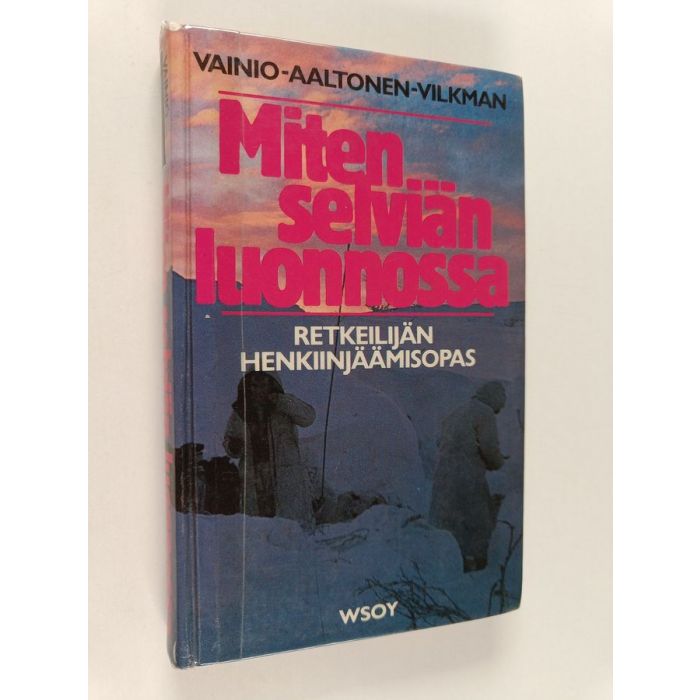 VAINIO-AALTONEN-VILKMAN
Miten
selviän
luonnossa
RETKEILIJÄN
HENKIINJÄÄMISOPAS
WSOY